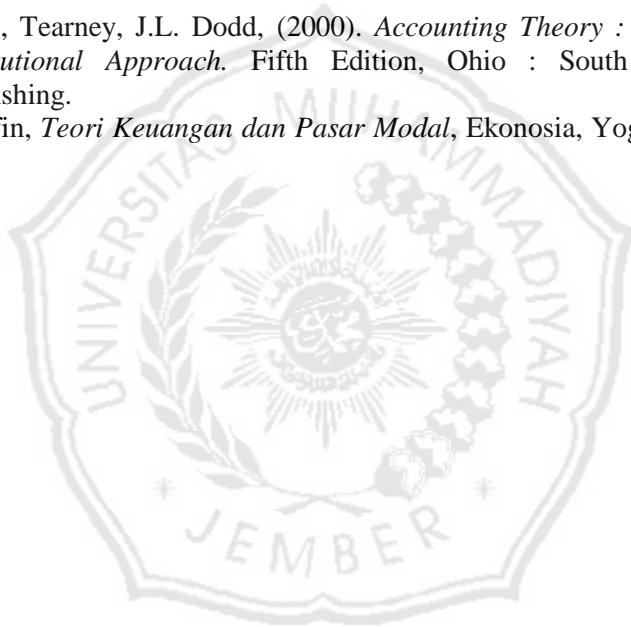 , Tearney, J.L. Dodd, (2000). Accounting Theory :
utional Approach. Fifth Edition, Ohio : South
shing.
fin, Teori Keuangan dan Pasar Modal, Ekonosia, Yog
UNIVERSITAS MUHAMMADIYAH
JEMBER